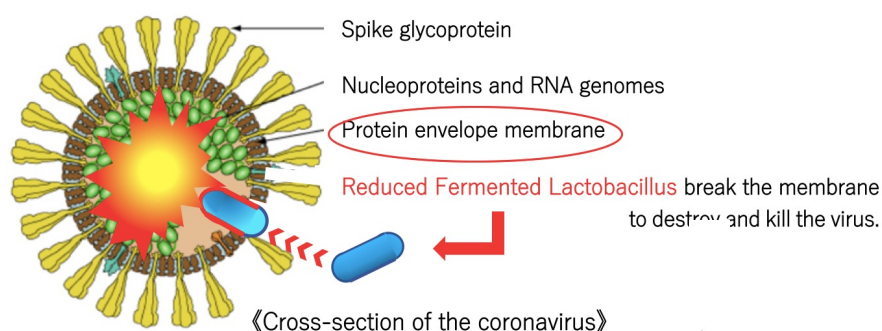 Spike glycoprotein
Nucleoproteins and RNA genomes
Protein envelope membrane
Reduced Fermented Lactobacillus break the membrane
to destroy and kill the virus.
《Cross-section of the coronavirus》